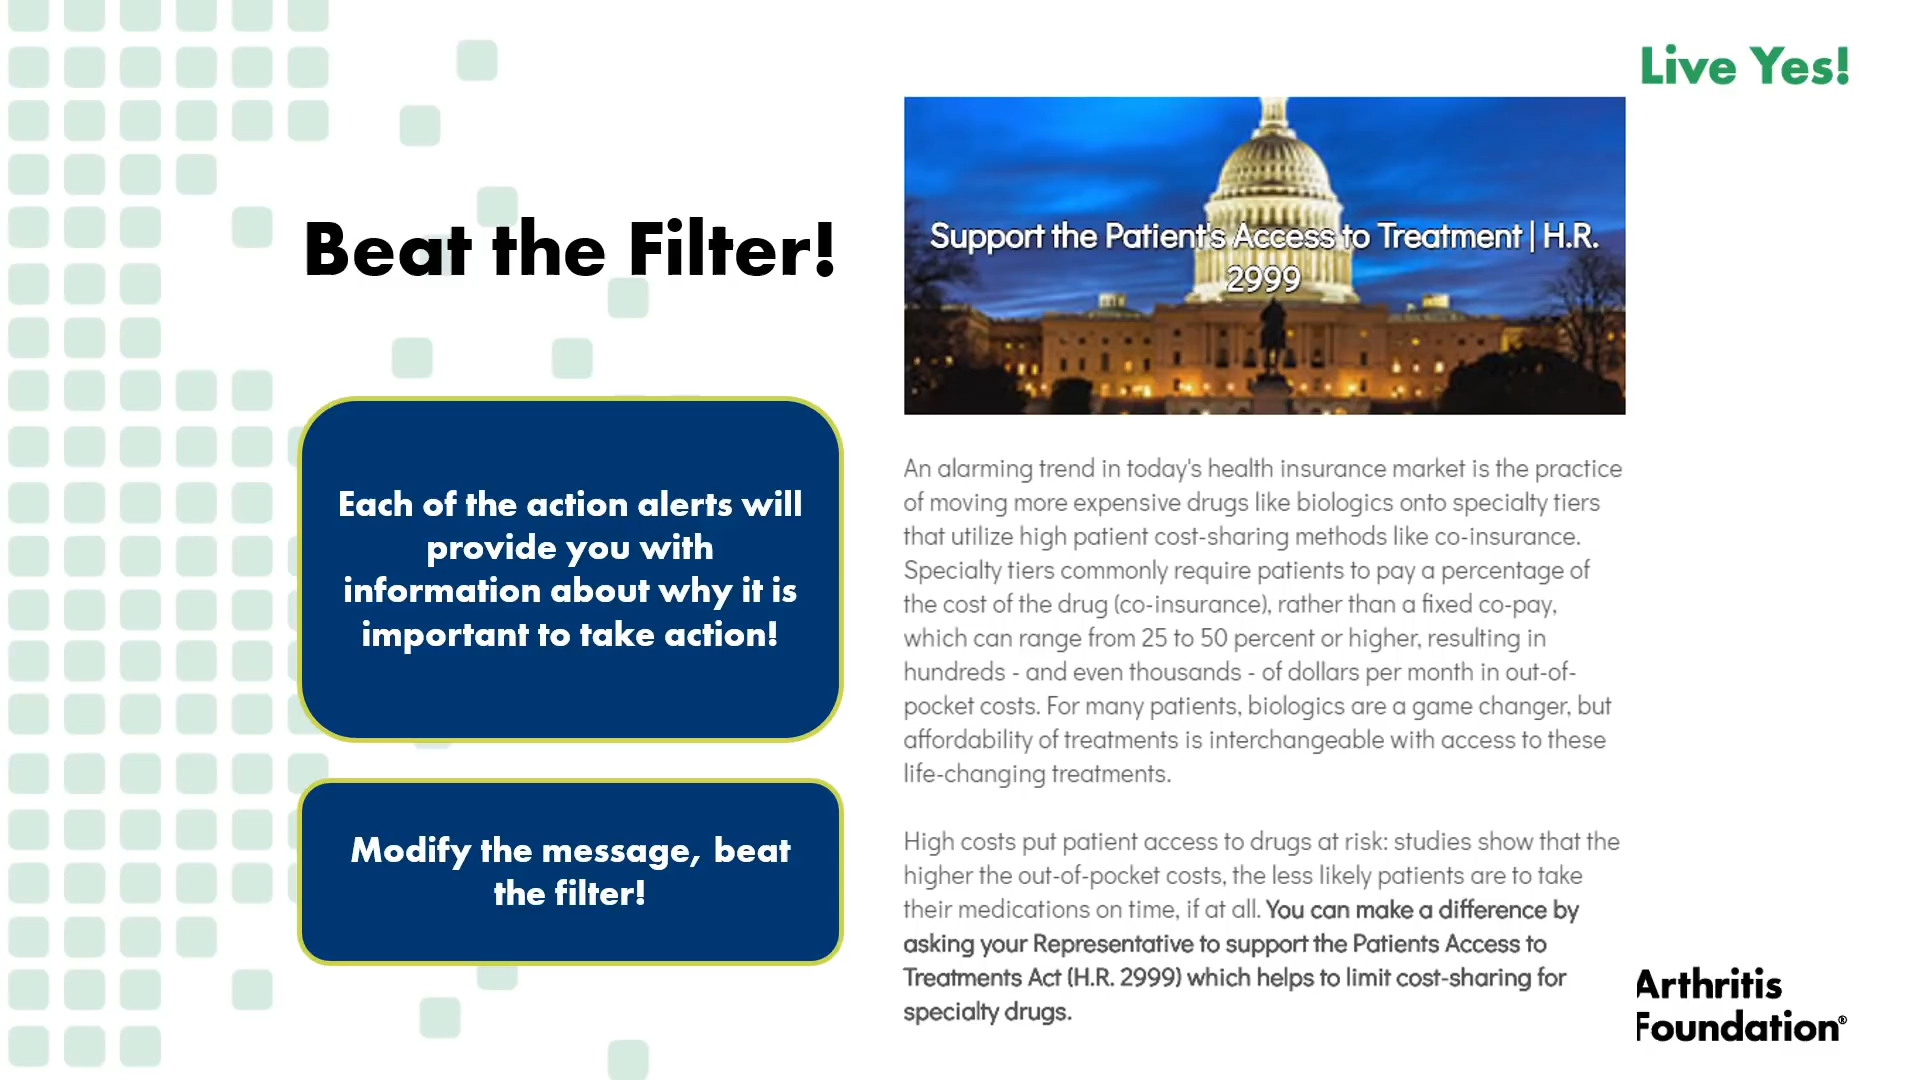 Live Yes!
Beat the Filter!
Each of the action alerts will
provide you with
information about why it is
important to take action!
Modify the message, beat
the filter!
Support the Patient's Access to Treatment | H.R.
2999
An alarming trend in today's health insurance market is the practice
of moving more expensive drugs like biologics onto specialty tiers
that utilize high patient cost-sharing methods like co-insurance.
Specialty tiers commonly require patients to pay a percentage of
the cost of the drug (co-insurance), rather than a fixed co-pay,
which can range from 25 to 50 percent or higher, resulting in
hundreds - and even thousands - of dollars per month in out-of-
pocket costs. For many patients, biologics are a game changer, but
affordability of treatments is interchangeable with access to these
life-changing treatments.
High costs put patient access to drugs at risk: studies show that the
higher the out-of-pocket costs, the less likely patients are to take
their medications on time, if at all. You can make a difference by
asking your Representative to support the Patients Access to
Treatments Act (H.R. 2999) which helps to limit cost-sharing for
specialty drugs.
Arthritis
Foundation®